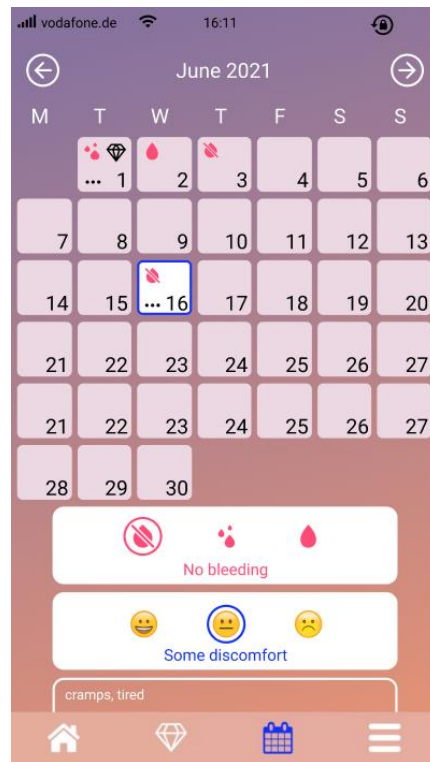 vodafone.de 16:11
June 2021
M T W T F S S
... 1 2 3 4 5 6
7 8 9 10 11 12 13
14 15 ... 16 17 18 19 20
21 22 23 24 25 26 27
21 22 23 24 25 26 27
28 29 30
No bleeding
Some discomfort
cramps, tired